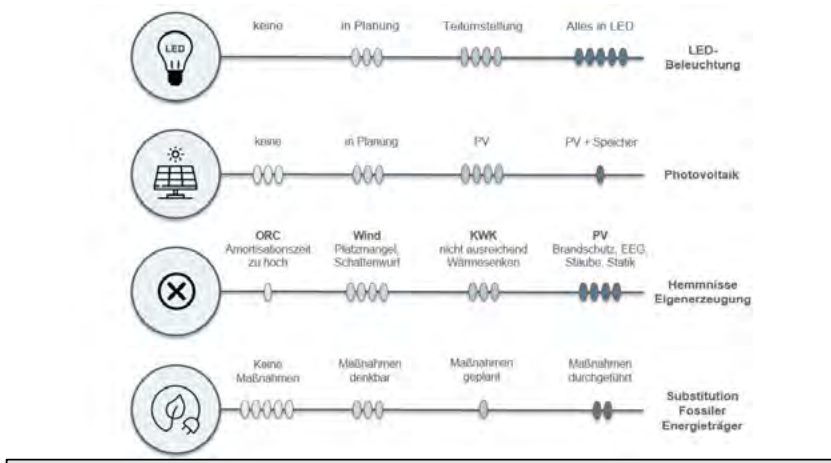 keine in Planung Teilumstellung Alles in LED
LED
LED-
Beleuchtung
keine in Planung PV PV + Speicher
Photovoltaik
ORC Wind KWK PV
Amortisationszeit Platzmangel, nicht ausreichend Brandschutz, EEG,
zu hoch Schattenwurf Wärmesenken Stäube, Statik
Hemmnisse
Eigenerzeugung
Keine Maßnahmen Maßnahmen Maßnahmen
Maßnahmen denkbar geplant durchgeführt
Substitution
Fossiler
Energieträger